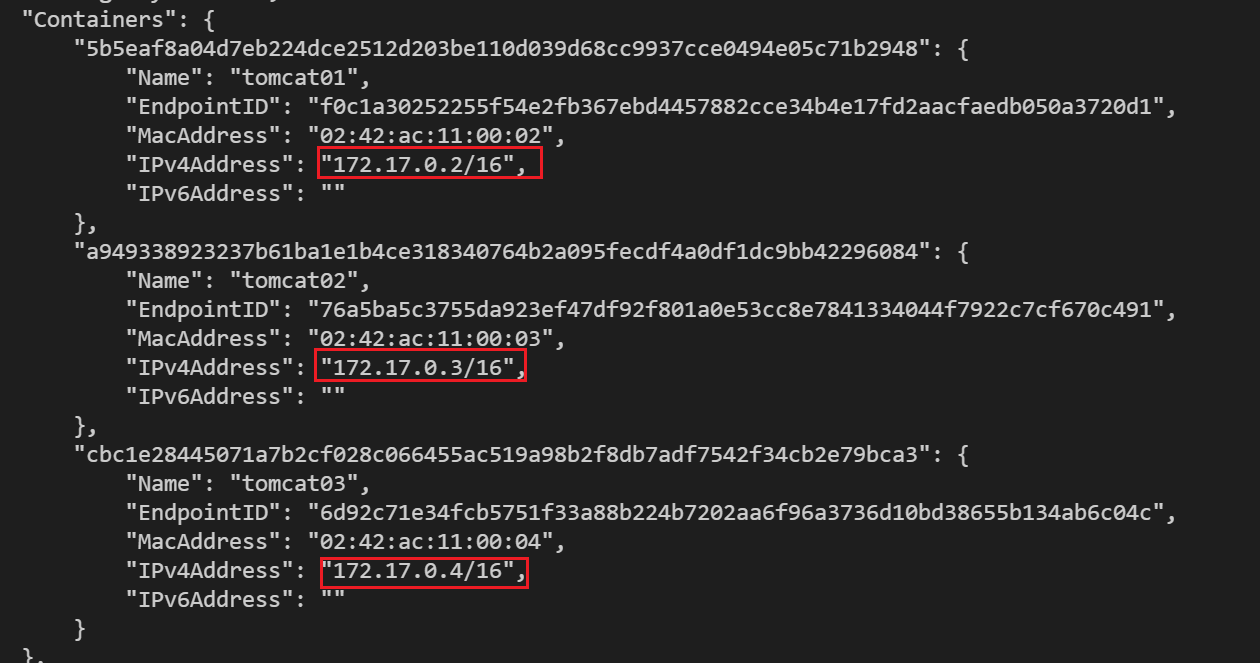 "Containers": {
"5b5eaf8a04d7eb224dce2512d203be110d039d68cc9937cce0494e05c71b2948": {
"Name": "tomcat01",
"EndpointID": "f0c1a30252255f54e2fb367ebd4457882cce34b4e17fd2aacfaedb050a3720d1",
"MacAddress": "02:42:ac:11:00:02",
"IPv4Address": "172.17.0.2/16",
"IPv6Address": ""
},
"a949338923237b61ba1e1b4ce318340764b2a095fecdf4a0df1dc9bb42296084": {
"Name": "tomcat02",
"EndpointID": "76a5ba5c3755da923ef47df92f801a0e53cc8e7841334044f7922c7cf670c491",
"MacAddress": "02:42:ac:11:00:03",
"IPv4Address": "172.17.0.3/16",
"IPv6Address": ""
},
"cbc1e28445071a7b2cf028c066455ac519a98b2f8db7adf7542f34cb2e79bca3": {
"Name": "tomcat03",
"EndpointID": "6d92c71e34fcb5751f33a88b224b7202aa6f96a3736d10bd38655b134ab6c04c",
"MacAddress": "02:42:ac:11:00:04",
"IPv4Address": "172.17.0.4/16",
"IPv6Address": ""
}
},